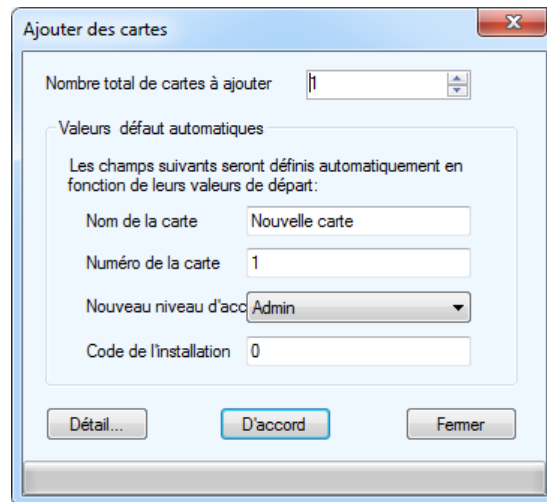 Ajouter des cartes
Nombre total de cartes à ajouter 1
Valeurs défaut automatiques
Les champs suivants seront définis automatiquement en
fonction de leurs valeurs de départ:
Nom de la carte Nouvelle carte
Numéro de la carte 1
Nouveau niveau d'acc Admin
Code de l'installation 0
Détail... D'accord Fermer